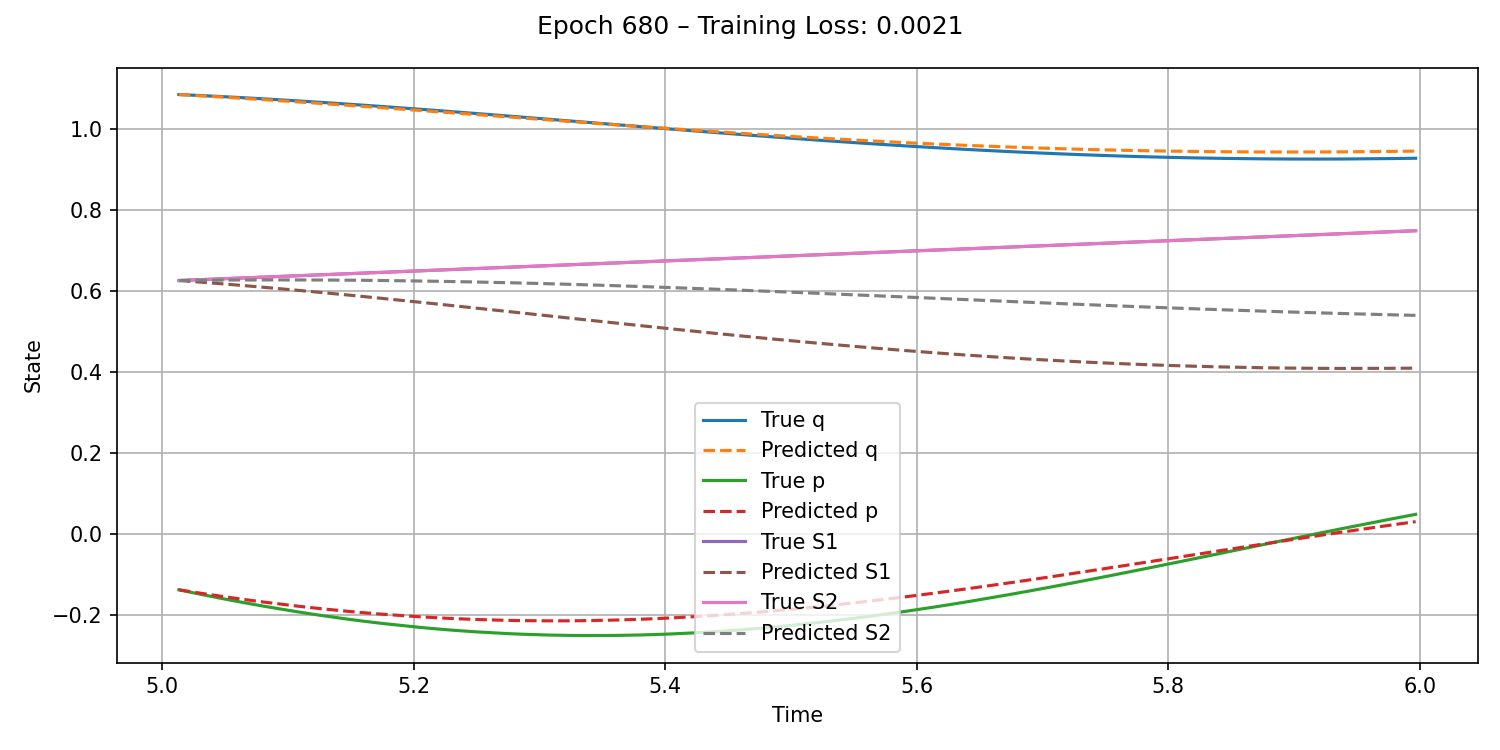 Epoch 680 – Training Loss: 0.0021
State
1.0
0.8
0.6
0.4
0.2
0.0
−0.2
True q
Predicted q
True p
Predicted p
True S1
Predicted S1
True S2
Predicted S2
5.0 5.2 5.4 5.6 5.8 6.0
Time